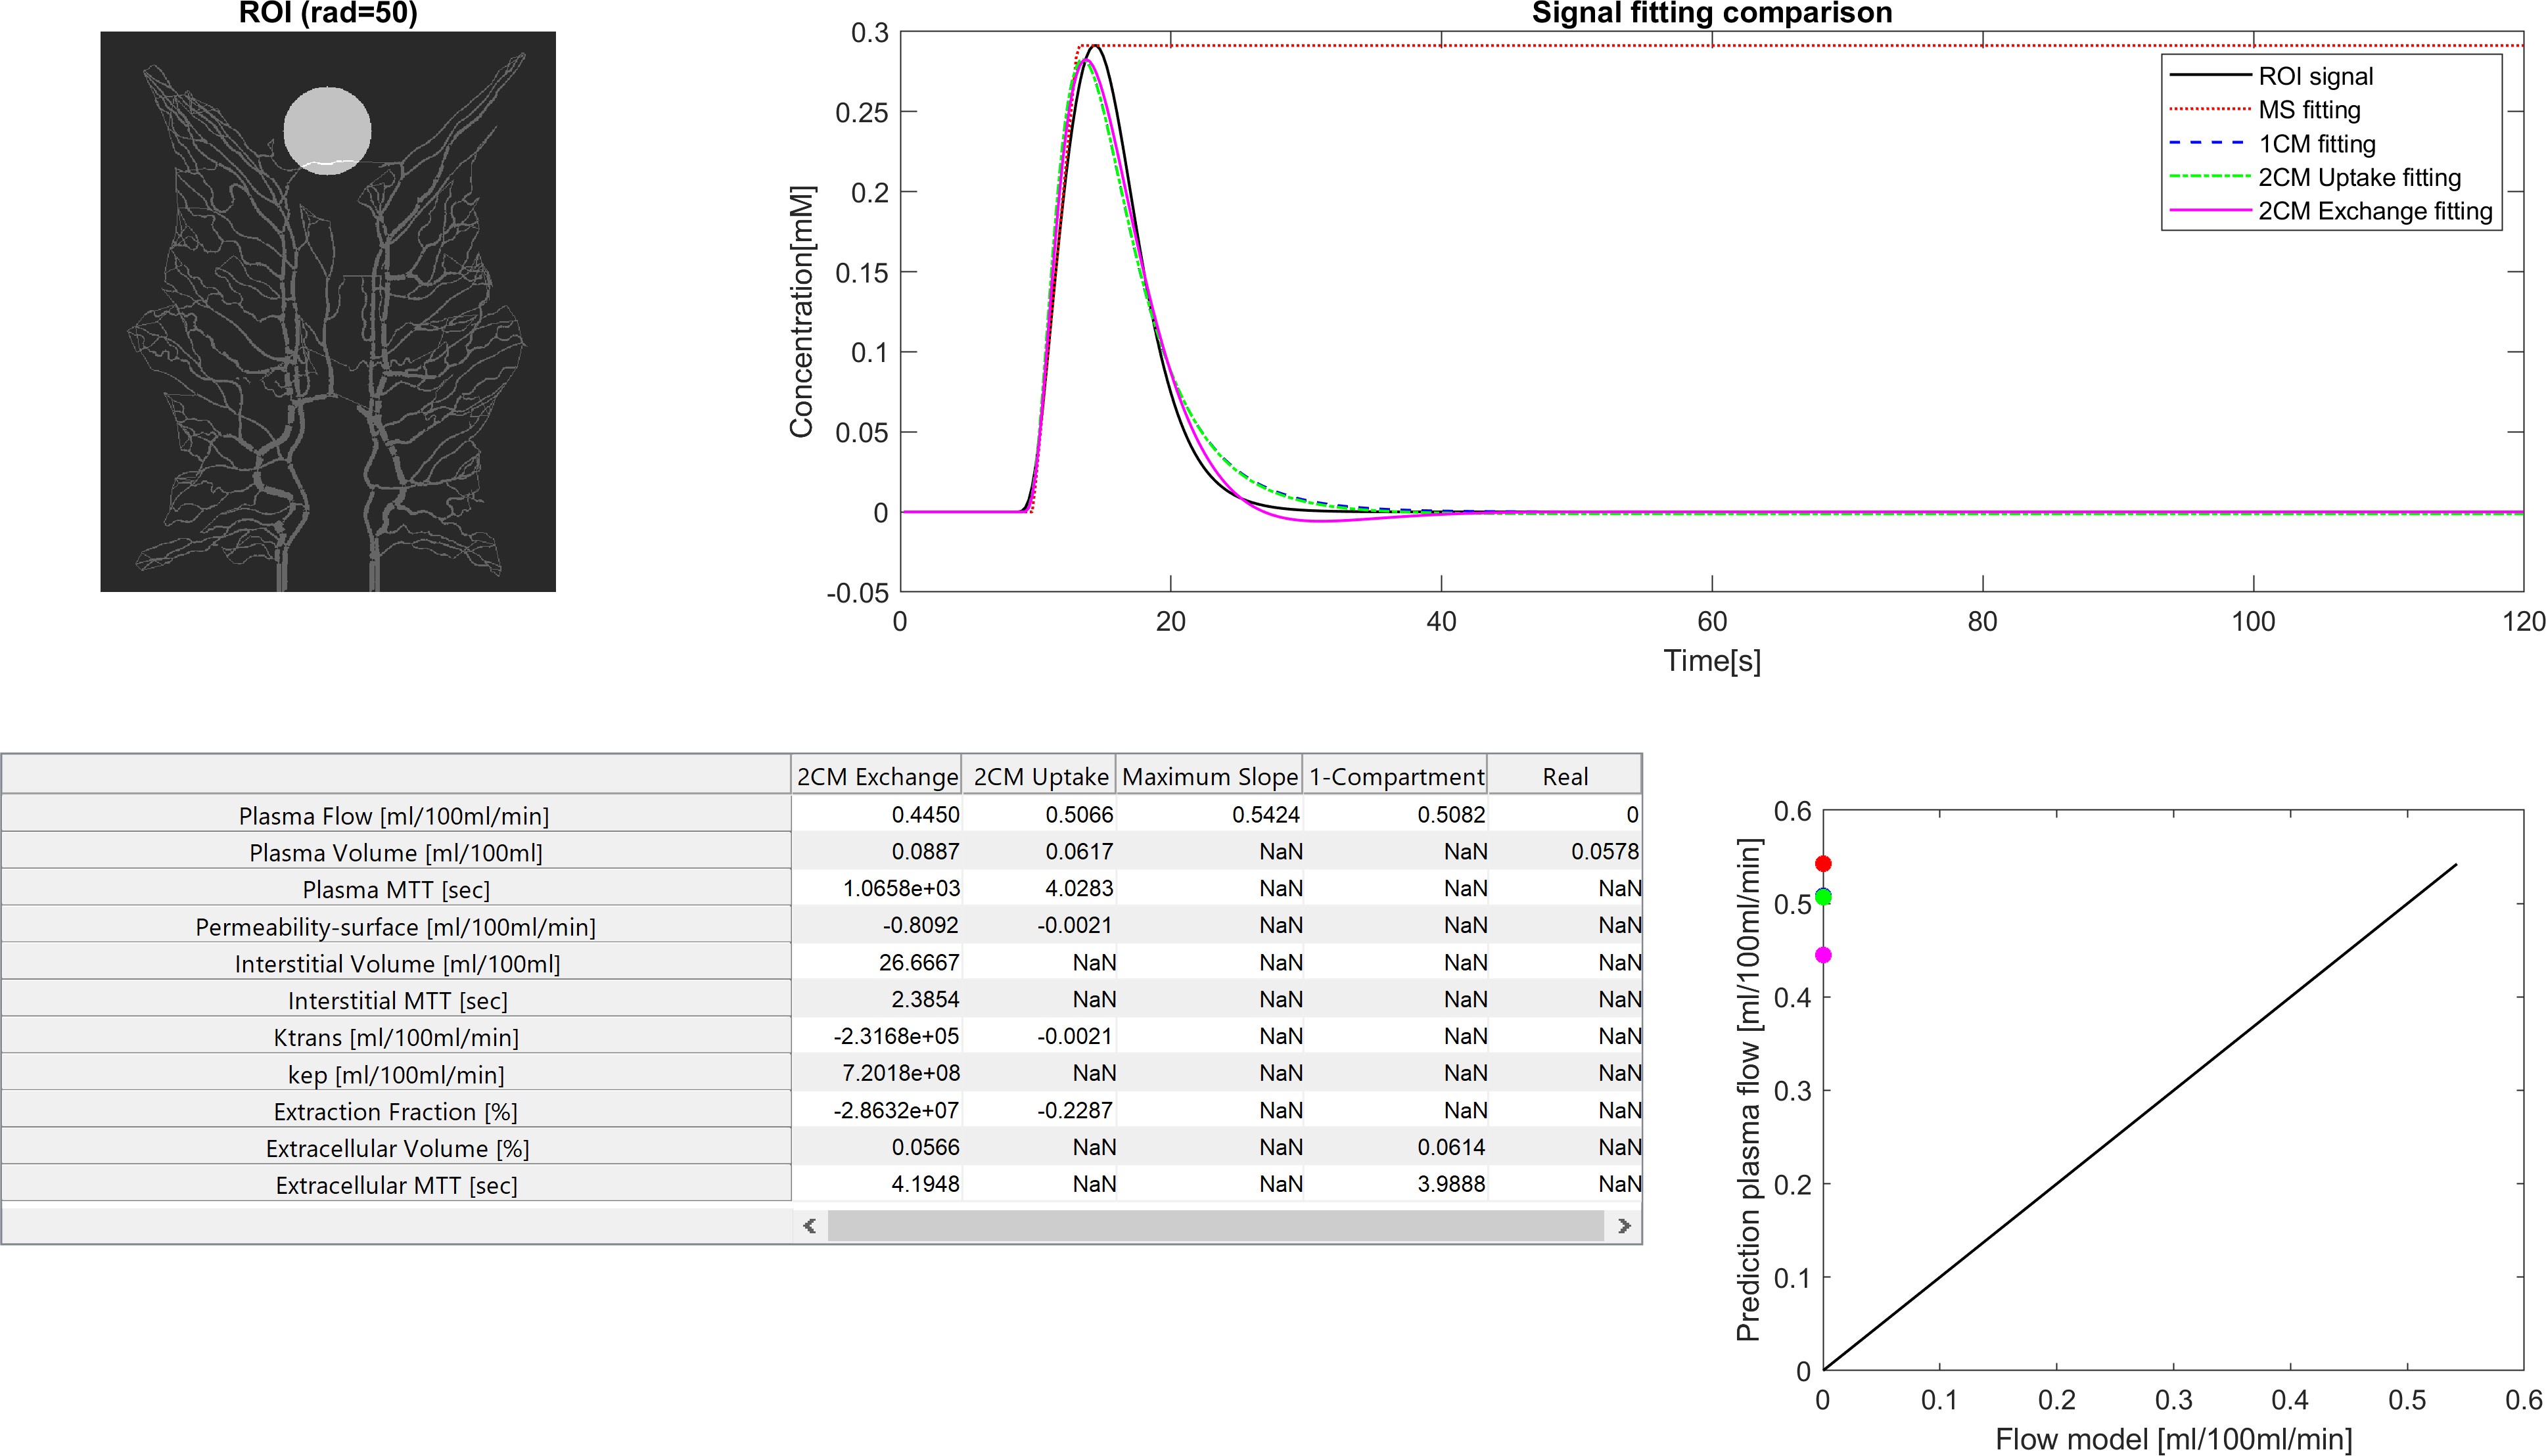 ROI (rad=50)
Signal fitting comparison
0.3
0.25
0.2
0.15
0.1
0.05
0
-0.05
Concentration[mM]
0 20 40 60 80 100 120
Time[s]
ROI signal
MS fitting
1CM fitting
2CM Uptake fitting
2CM Exchange fitting
2CM Exchange 2CM Uptake Maximum Slope 1-Compartment Real
Plasma Flow [ml/100ml/min] 0.4450 0.5066 0.5424 0.5082 0
Plasma Volume [ml/100ml] 0.0887 0.0617 NaN NaN 0.0578
Plasma MTT [sec] 1.0658e+03 4.0283 NaN NaN NaN
Permeability-surface [ml/100ml/min] -0.8092 -0.0021 NaN NaN NaN
Interstitial Volume [ml/100ml] 26.6667 NaN NaN NaN NaN
Interstitial MTT [sec] 2.3854 NaN NaN NaN NaN
Ktrans [ml/100ml/min] -2.3168e+05 -0.0021 NaN NaN NaN
kep [ml/100ml/min] 7.2018e+08 NaN NaN NaN NaN
Extraction Fraction [%] -2.8632e+07 -0.2287 NaN NaN NaN
Extracellular Volume [%] 0.0566 NaN NaN 0.0614 NaN
Extracellular MTT [sec] 4.1948 NaN NaN 3.9888 NaN
0.6
0.5
0.4
0.3
0.2
0.1
0
Prediction plasma flow [ml/100ml/min]
0 0.1 0.2 0.3 0.4 0.5 0.6
Flow model [ml/100ml/min]